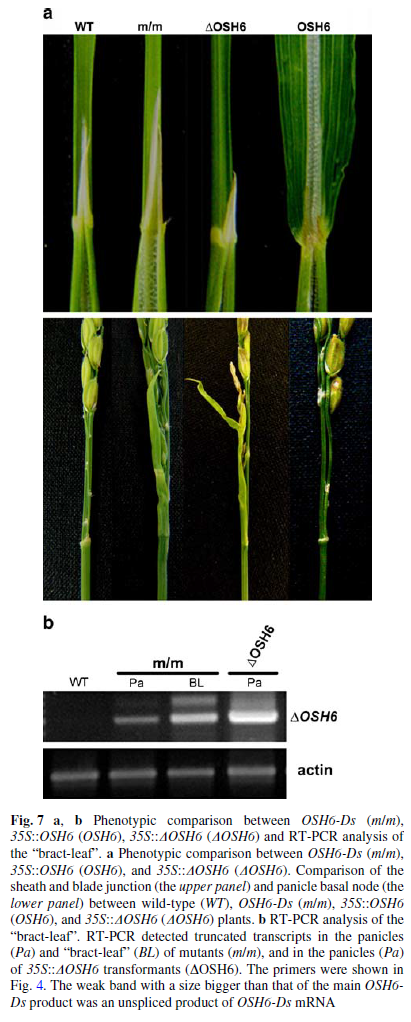 a
WT m/m ΔOSH6 OSH6
b
m/m ΔOSH6
WT Pa BL Pa
ΔOSH6
actin
Fig. 7 a, b Phenotypic comparison between OSH6-Ds (m/m),
35S::OSH6 (OSH6), 35S::ΔOSH6 (ΔOSH6) and RT-PCR analysis of
the “bract-leaf”. a Phenotypic comparison between OSH6-Ds (m/m),
35S::OSH6 (OSH6), and 35S::ΔOSH6 (ΔOSH6). Comparison of the
sheath and blade junction (the upper panel) and panicle basal node (the
lower panel) between wild-type (WT), OSH6-Ds (m/m), 35S::OSH6
(OSH6), and 35S::ΔOSH6 (ΔOSH6) plants. b RT-PCR analysis of the
“bract-leaf”. RT-PCR detected truncated transcripts in the panicles
(Pa) and “bract-leaf” (BL) of mutants (m/m), and in the panicles (Pa)
of 35S::ΔOSH6 transformants (ΔOSH6). The primers were shown in
Fig. 4. The weak band with a size bigger than that of the main OSH6-
Ds product was an unspliced product of OSH6-Ds mRNA